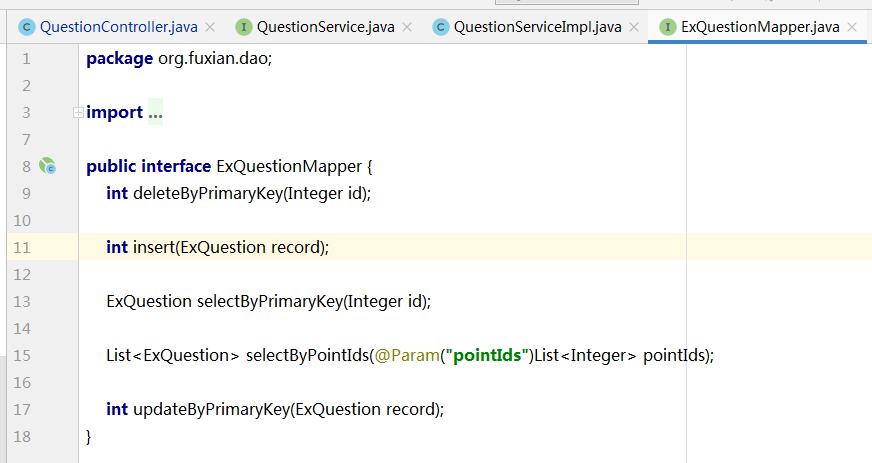 QuestionController.java QuestionService.java QuestionServiceImpl.java ExQuestionMapper.java
1 package org.fuxian.dao;
2
3 import ...
7
8 public interface ExQuestionMapper {
9 int deleteByPrimaryKey(Integer id);
10
11 int insert(ExQuestion record);
12
13 ExQuestion selectByPrimaryKey(Integer id);
14
15 List<ExQuestion> selectByPointIds(@Param("pointIds")List<Integer> pointIds);
16
17 int updateByPrimaryKey(ExQuestion record);
18 }